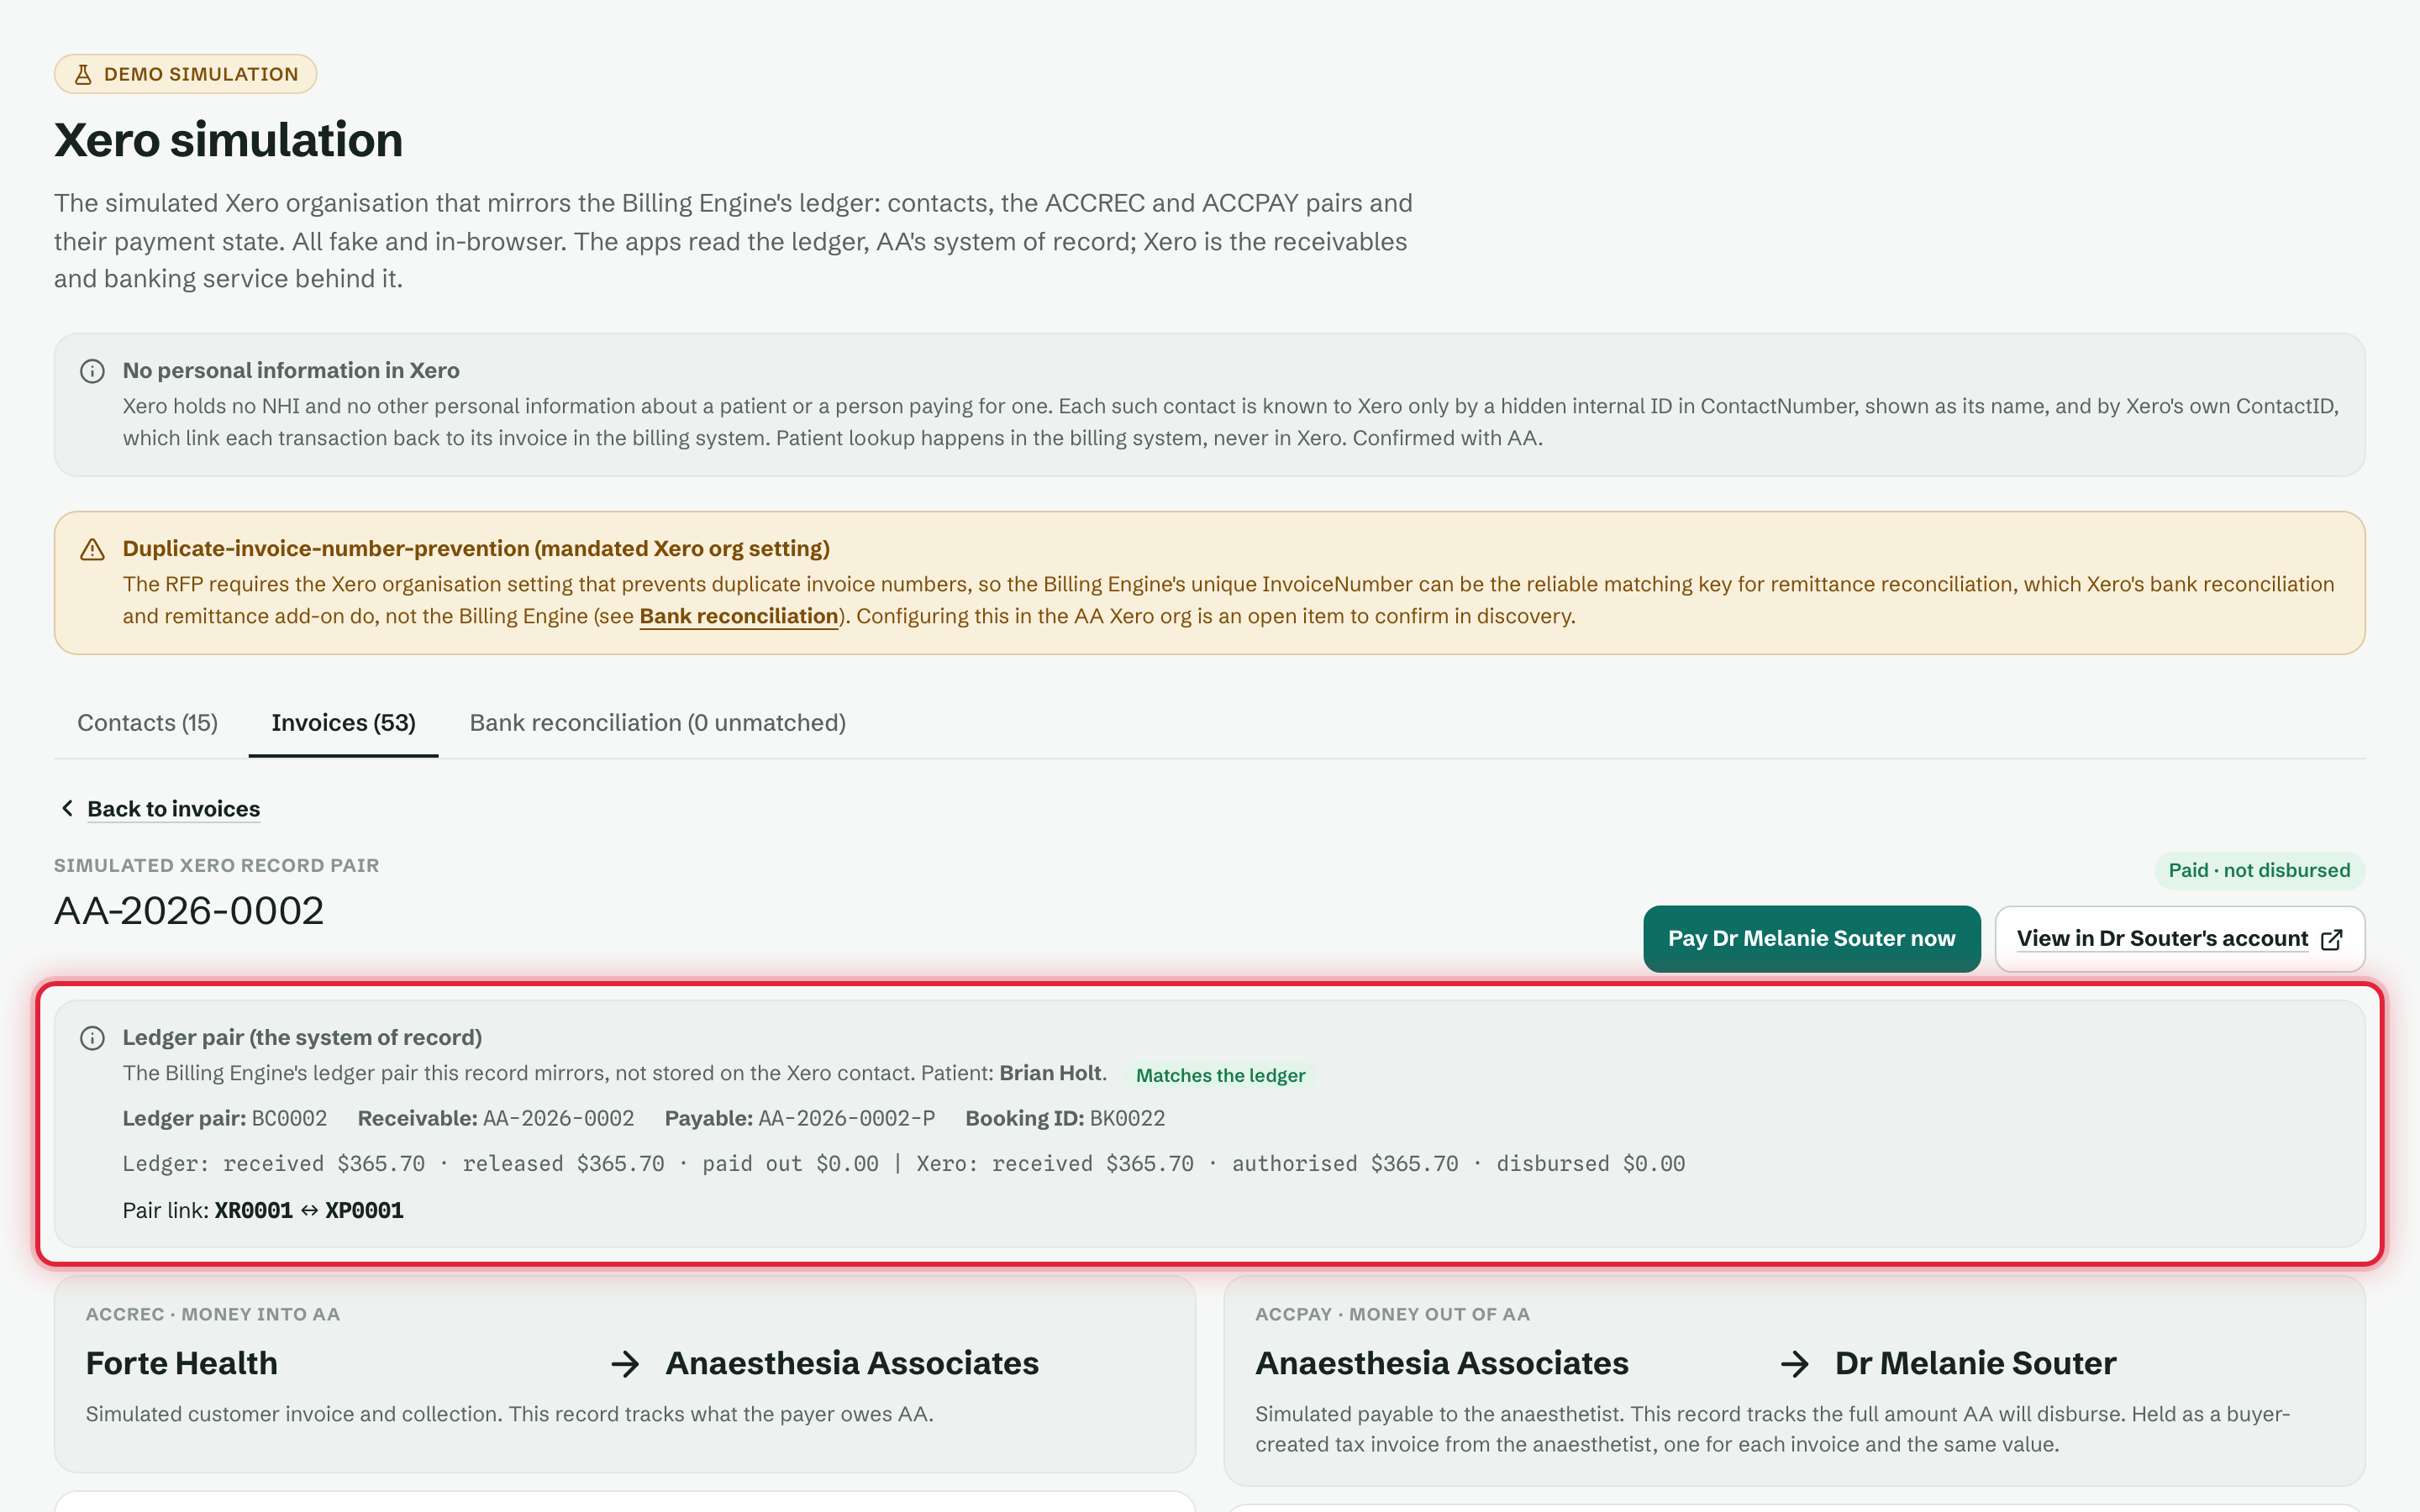 DEMO SIMULATION
Xero simulation
The simulated Xero organisation that mirrors the Billing Engine's ledger: contacts, the ACCREC and ACCPAY pairs and
their payment state. All fake and in-browser. The apps read the ledger, AA's system of record; Xero is the receivables
and banking service behind it.
No personal information in Xero
Xero holds no NHI and no other personal information about a patient or a person paying for one. Each such contact is known to Xero only by a hidden internal ID in ContactNumber, shown as its name, and by Xero's own ContactID,
which link each transaction back to its invoice in the billing system. Patient lookup happens in the billing system, never in Xero. Confirmed with AA.
Duplicate-invoice-number-prevention (mandated Xero org setting)
The RFP requires the Xero organisation setting that prevents duplicate invoice numbers, so the Billing Engine's unique InvoiceNumber can be the reliable matching key for remittance reconciliation, which Xero's bank reconciliation
and remittance add-on do, not the Billing Engine (see Bank reconciliation). Configuring this in the AA Xero org is an open item to confirm in discovery.
Contacts (15) Invoices (53) Bank reconciliation (0 unmatched)
Back to invoices
SIMULATED XERO RECORD PAIR
AA-2026-0002
Paid · not disbursed
Pay Dr Melanie Souter now
View in Dr Souter's account
Ledger pair (the system of record)
The Billing Engine's ledger pair this record mirrors, not stored on the Xero contact. Patient: Brian Holt. Matches the ledger
Ledger pair: BC0002 Receivable: AA-2026-0002 Payable: AA-2026-0002-P Booking ID: BK0022
Ledger: received $365.70 · released $365.70 · paid out $0.00 | Xero: received $365.70 · authorised $365.70 · disbursed $0.00
Pair link: XR0001 ↔ XP0001
ACCREC · MONEY INTO AA
Forte Health → Anaesthesia Associates
Simulated customer invoice and collection. This record tracks what the payer owes AA.
ACCPAY · MONEY OUT OF AA
Anaesthesia Associates → Dr Melanie Souter
Simulated payable to the anaesthetist. This record tracks the full amount AA will disburse. Held as a buyer-
created tax invoice from the anaesthetist, one for each invoice and the same value.